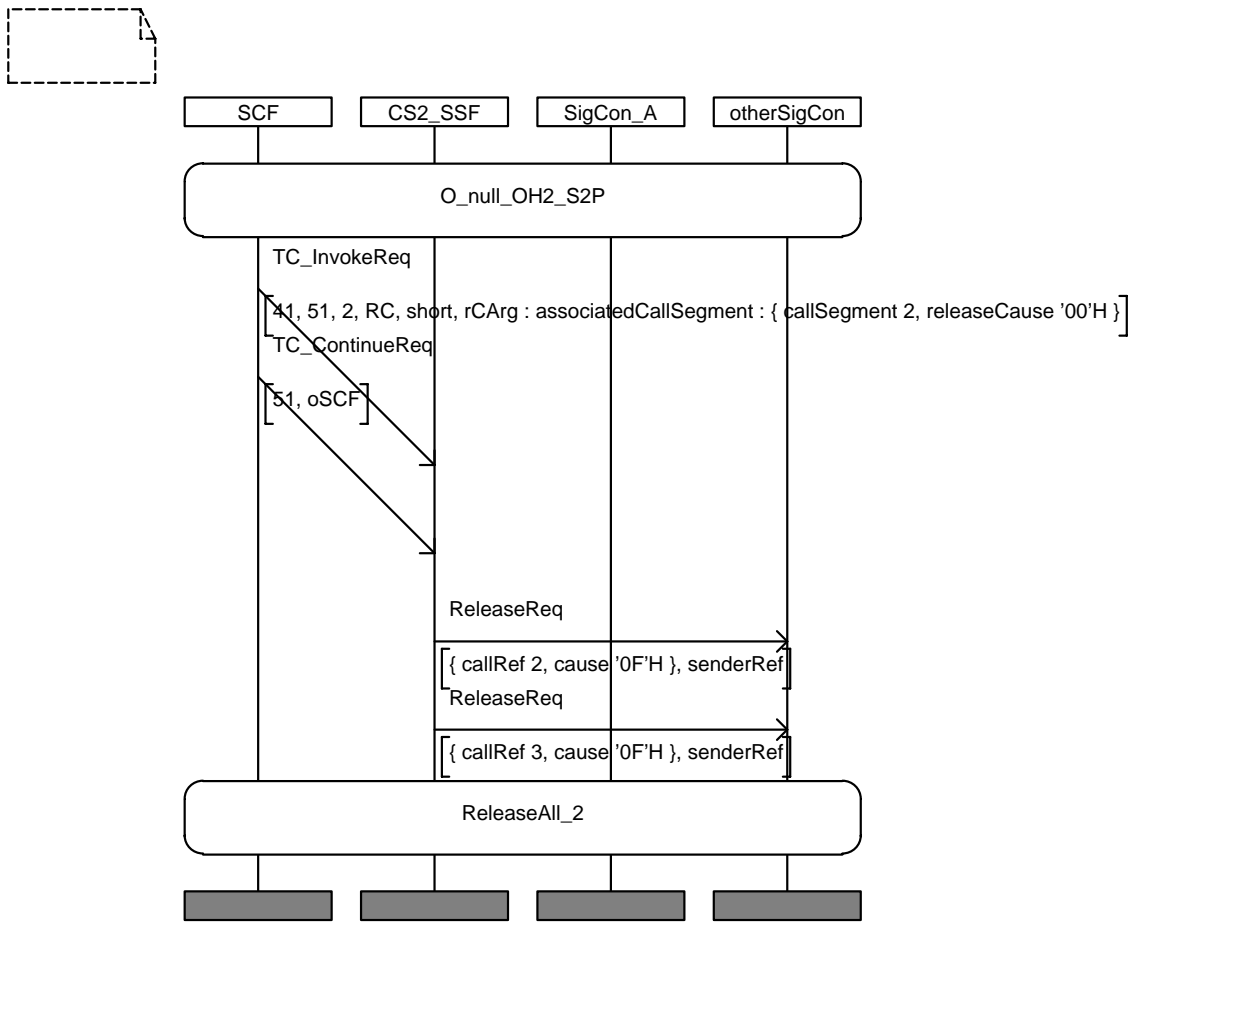 SCF CS2_SSF SigCon_A otherSigCon
O_null_OH2_S2P
TC_InvokeReq
41, 51, 2, RC, short, rCArg : associatedCallSegment : { callSegment 2, releaseCause ’00’H }
TC_ContinueReq
51, oSCF
ReleaseReq
{ callRef 2, cause ’0F’H }, senderRef
ReleaseReq
{ callRef 3, cause ’0F’H }, senderRef
ReleaseAll_2